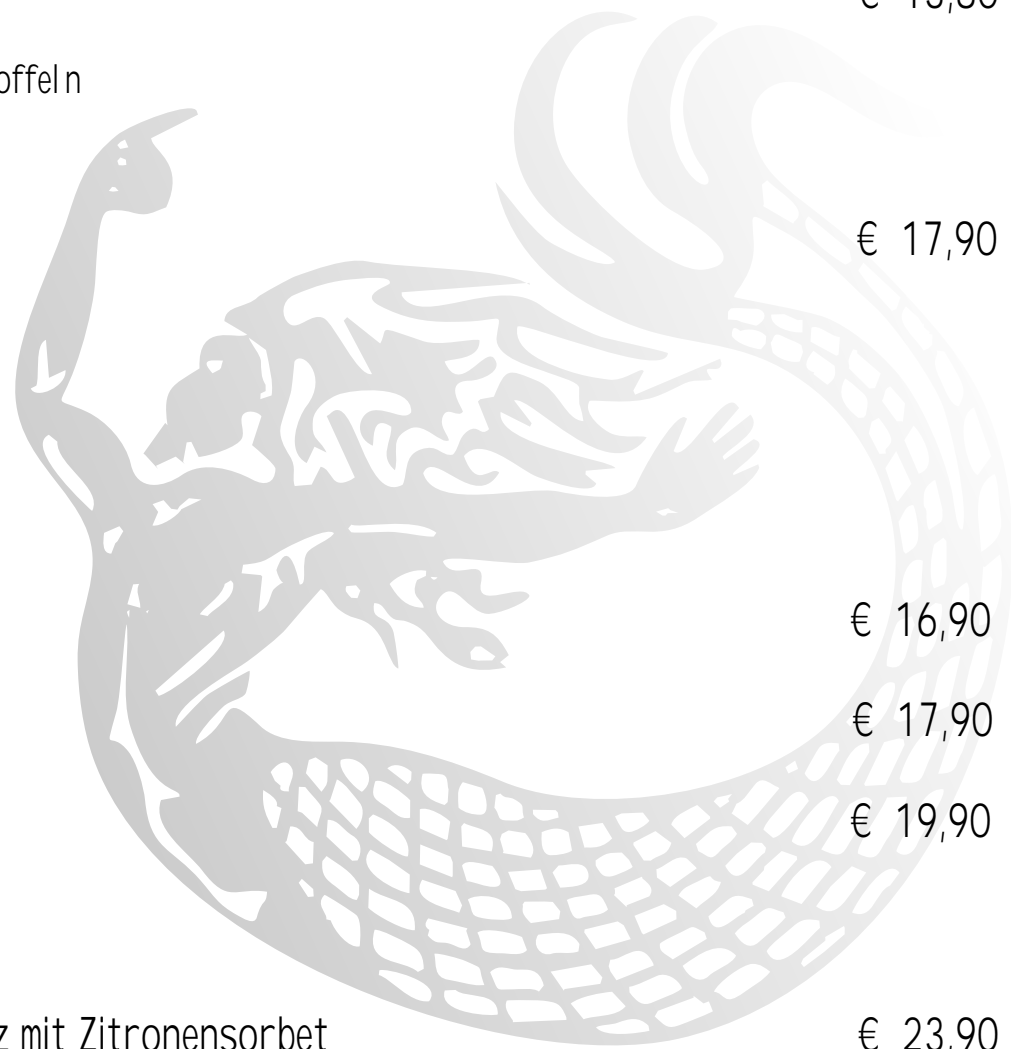 €
offeln
€ 17,90
€ 16,90
€ 17,90
€ 19,90
z mit Zitronensorbet € 23,90